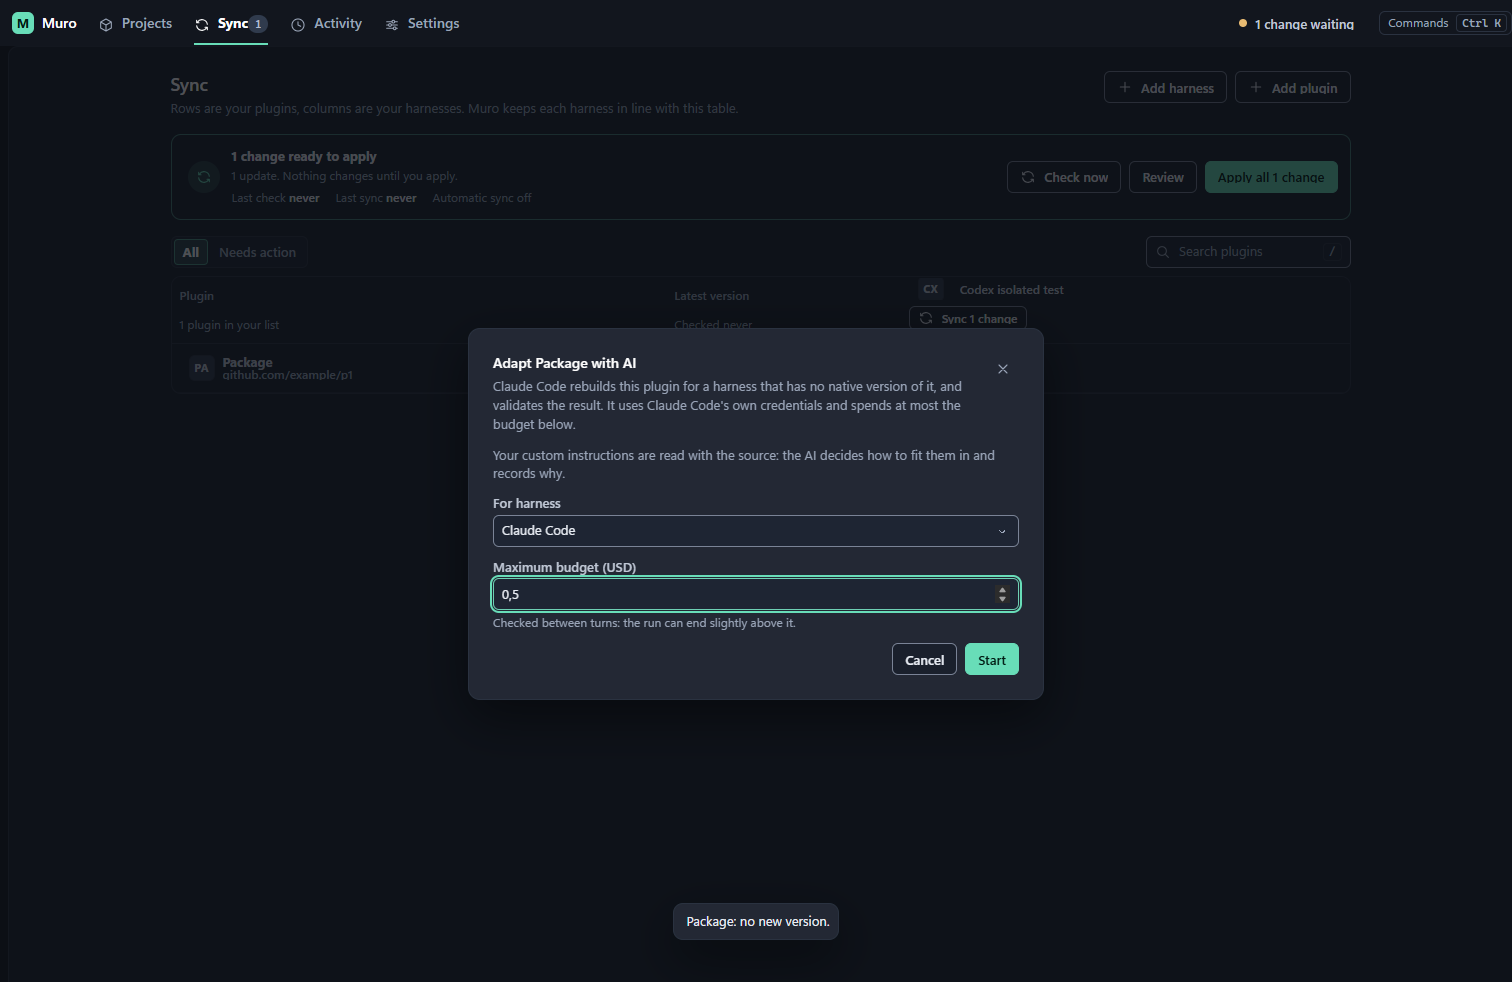 M Muro Projects Sync 1 Activity Settings 1 change waiting Commands Ctrl K
Sync
Rows are your plugins, columns are your harnesses. Muro keeps each harness in line with this table.
Add harness Add plugin
1 change ready to apply
1 update. Nothing changes until you apply.
Last check never Last sync never Automatic sync off
Check now Review Apply all 1 change
All Needs action Search plugins /
Plugin Latest version CX Codex isolated test
1 plugin in your list Checked never Sync 1 change
PA Package
github.com/example/p1
Adapt Package with AI
Claude Code rebuilds this plugin for a harness that has no native version of it, and
validates the result. It uses Claude Code's own credentials and spends at most the
budget below.
Your custom instructions are read with the source: the AI decides how to fit them in and
records why.
For harness
Claude Code
Maximum budget (USD)
0,5
Checked between turns: the run can end slightly above it.
Cancel Start
Package: no new version.